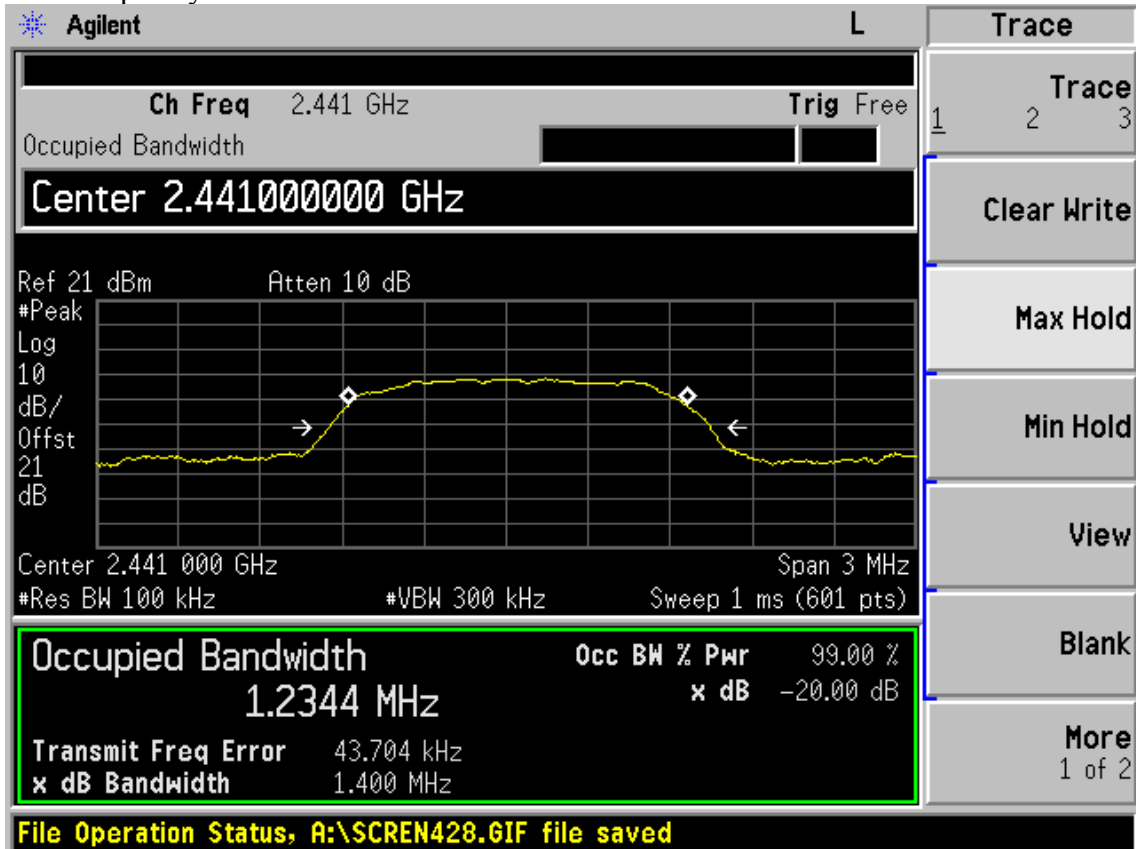 Agilent L
Trace
Ch Freq 2.441 GHz Trig Free
Occupied Bandwidth
Center 2.441000000 GHz
Ref 21 dBm Atten 10 dB
#Peak
Log
10
dB/
Offst
21
dB
Center 2.441 000 GHz Span 3 MHz
#Res BW 100 kHz #VBW 300 kHz Sweep 1 ms (601 pts)
Occupied Bandwidth Occ BW % Pwr 99.00 %
1.2344 MHz x dB -20.00 dB
Transmit Freq Error 43.704 kHz
x dB Bandwidth 1.400 MHz
Trace
1 2 3
Clear Write
Max Hold
Min Hold
View
Blank
More
1 of 2
File Operation Status, A:\SCREN428.GIF file saved